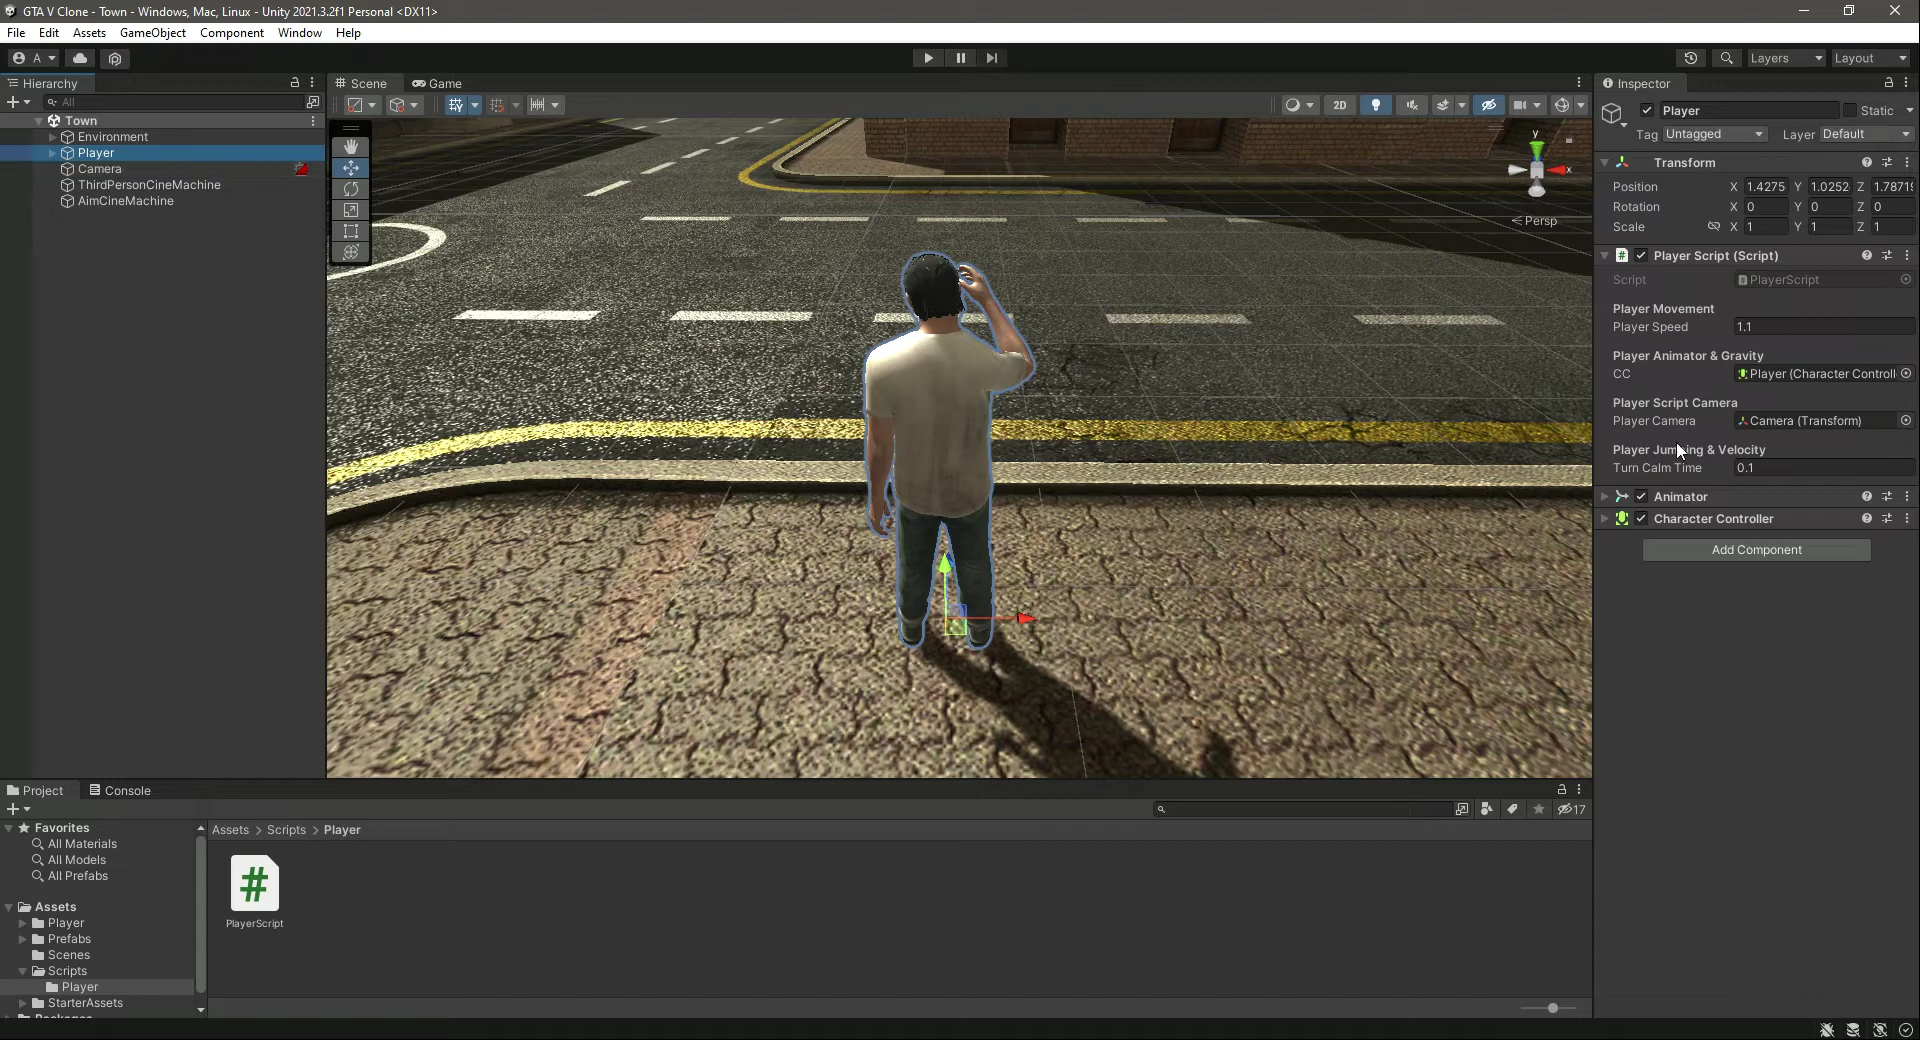 GTA V Clone - Town - Windows, Mac, Linux - Unity 2021.3.2f1 Personal <DX11>
File Edit Assets GameObject Component Window Help
A Layers Layout
Hierarchy
All
Town
Environment
Player
Camera
ThirdPersonCineMachine
AimCineMachine
Scene Game
2D
y
x
< Persp
Inspector
Player Static
Tag Untagged Layer Default
Transform
Position X 1.4275 Y 1.0252 Z 1.7871
Rotation X 0 Y 0 Z 0
Scale X 1 Y 1 Z 1
# Player Script (Script)
Script PlayerScript
Player Movement
Player Speed 1.1
Player Animator & Gravity
CC Player (Character Controll
Player Script Camera
Player Camera Camera (Transform)
Player Jumping & Velocity
Turn Calm Time 0.1
Animator
Character Controller
Add Component
Project Console
17
Favorites
All Materials
All Models
All Prefabs
Assets
Player
Prefabs
Scenes
Scripts
Player
StarterAssets
Packages
Assets > Scripts > Player
#
PlayerScript